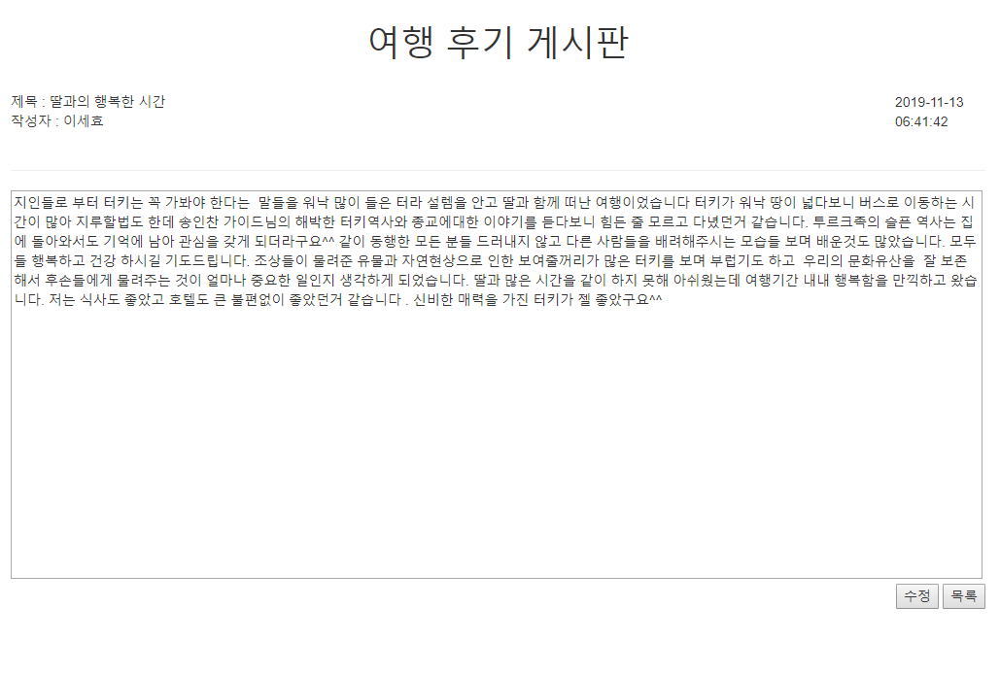 여행 후기 게시판
제목 : 딸과의 행복한 시간
2019-11-13
작성자 : 이세효
06:41:42
지인들로 부터 터키는 꼭 가봐야 한다는  말들을 워낙 많이 들은 터라 설렘을 안고 딸과 함께 떠난 여행이었습니다 터키가 워낙 땅이 넓다보니 버스로 이동하는 시
간이 많아 지루할법도 한데 송인찬 가이드님의 해박한 터키역사와 종교에대한 이야기를 듣다보니 힘든 줄 모르고 다녔던거 같습니다. 투르크족의 슬픈 역사는 집
에 돌아와서도 기억에 남아 관심을 갖게 되더라구요^^ 같이 동행한 모든 분들 드러내지 않고 다른 사람들을 배려해주시는 모습들 보며 배운것도 많았습니다. 모두
들 행복하고 건강 하시길 기도드립니다. 조상들이 물려준 유물과 자연현상으로 인한 보여줄꺼리가 많은 터키를 보며 부럽기도 하고  우리의 문화유산을  잘 보존
해서 후손들에게 물려주는 것이 얼마나 중요한 일인지 생각하게 되었습니다. 딸과 많은 시간을 같이 하지 못해 아쉬웠는데 여행기간 내내 행복함을 만끽하고 왔습
니다. 저는 식사도 좋았고 호텔도 큰 불편없이 좋았던거 같습니다 . 신비한 매력을 가진 터키가 젤 좋았구요^^
수정 목록